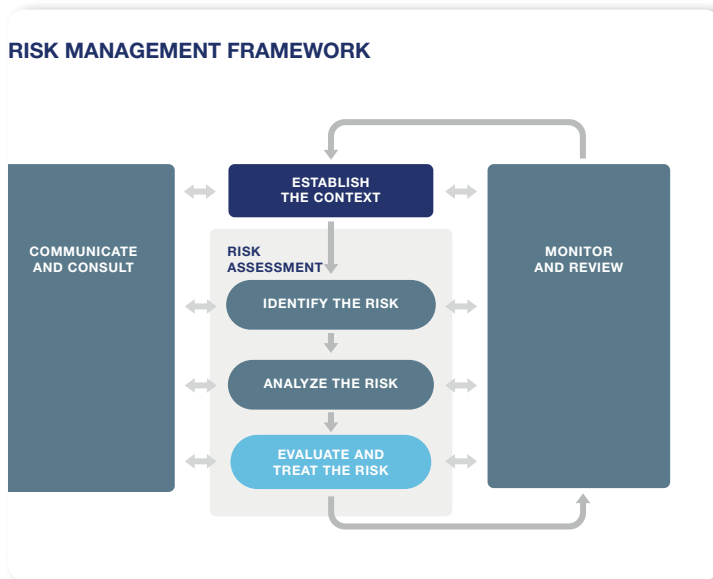 RISK MANAGEMENT FRAMEWORK
ESTABLISH
THE CONTEXT
COMMUNICATE
AND CONSULT
RISK
ASSESSMENT
MONITOR
AND REVIEW
IDENTIFY THE RISK
ANALYZE THE RISK
EVALUATE AND
TREAT THE RISK